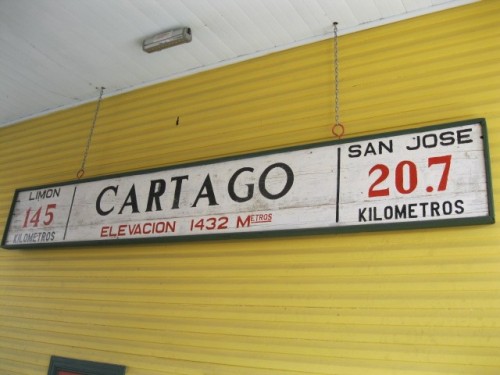 LIMON
145
KILOMETROS
CARTAGO
ELEVACION 1432 METROS
SAN JOSE
20.7
KILOMETROS